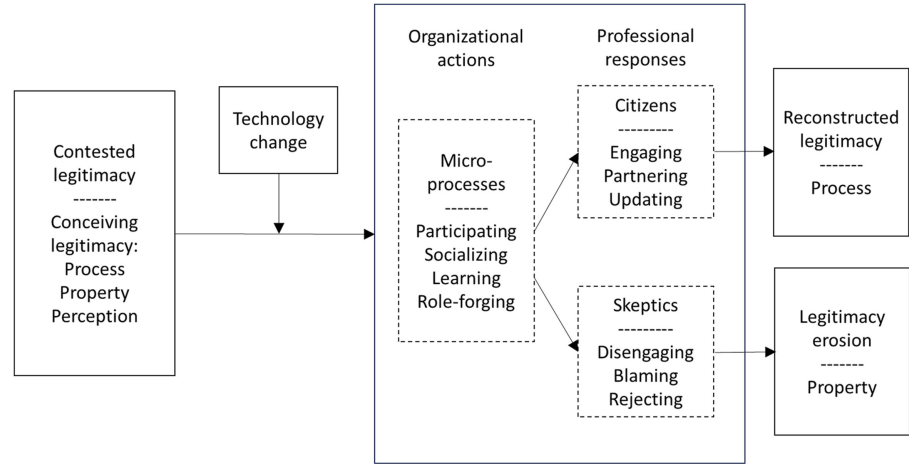 Contested
legitimacy
-------
Conceiving
legitimacy:
Process
Property
Perception
Technology
change
Organizational
actions
Micro-
processes
-------
Participating
Socializing
Learning
Role-forging
Professional
responses
Citizens
---------
Engaging
Partnering
Updating
Skeptics
---------
Disengaging
Blaming
Rejecting
Reconstructed
legitimacy
-------
Process
Legitimacy
erosion
-------
Property